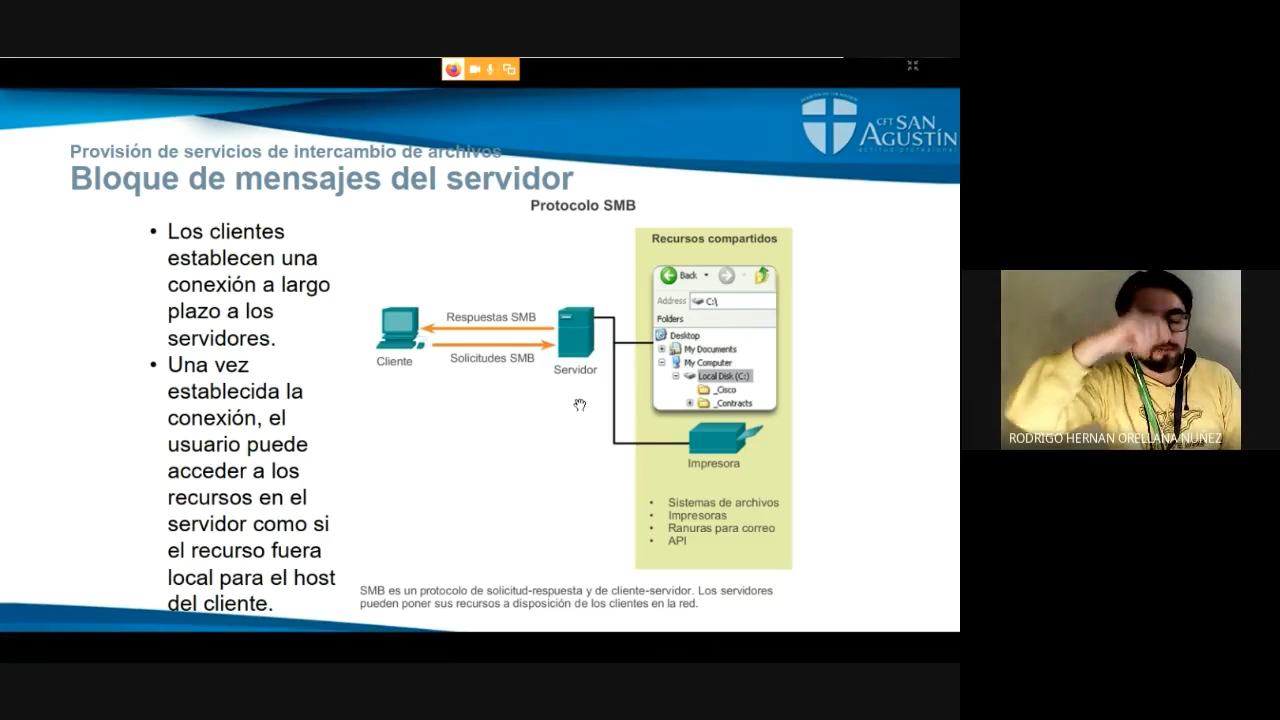 CFT SAN
AGUSTÍN
Provisión de servicios de intercambio de archivos
Bloque de mensajes del servidor
Protocolo SMB
• Los clientes
establecen una
conexión a largo
plazo a los
servidores.
• Una vez
establecida la
conexión, el
usuario puede
acceder a los
recursos en el
servidor como si
el recurso fuera
local para el host
del cliente.
Respuestas SMB
Solicitudes SMB
Cliente
Servidor
Recursos compartidos
Back
Address C:\
Folders
Desktop
My Documents
My Computer
Local Disk (C:)
_Cisco
_Contracts
Impresora
• Sistemas de archivos
• Impresoras
• Ranuras para correo
• API
SMB es un protocolo de solicitud-respuesta y de cliente-servidor. Los servidores
pueden poner sus recursos a disposición de los clientes en la red.
RODRIGO HERNAN ORELLANA NUÑEZ